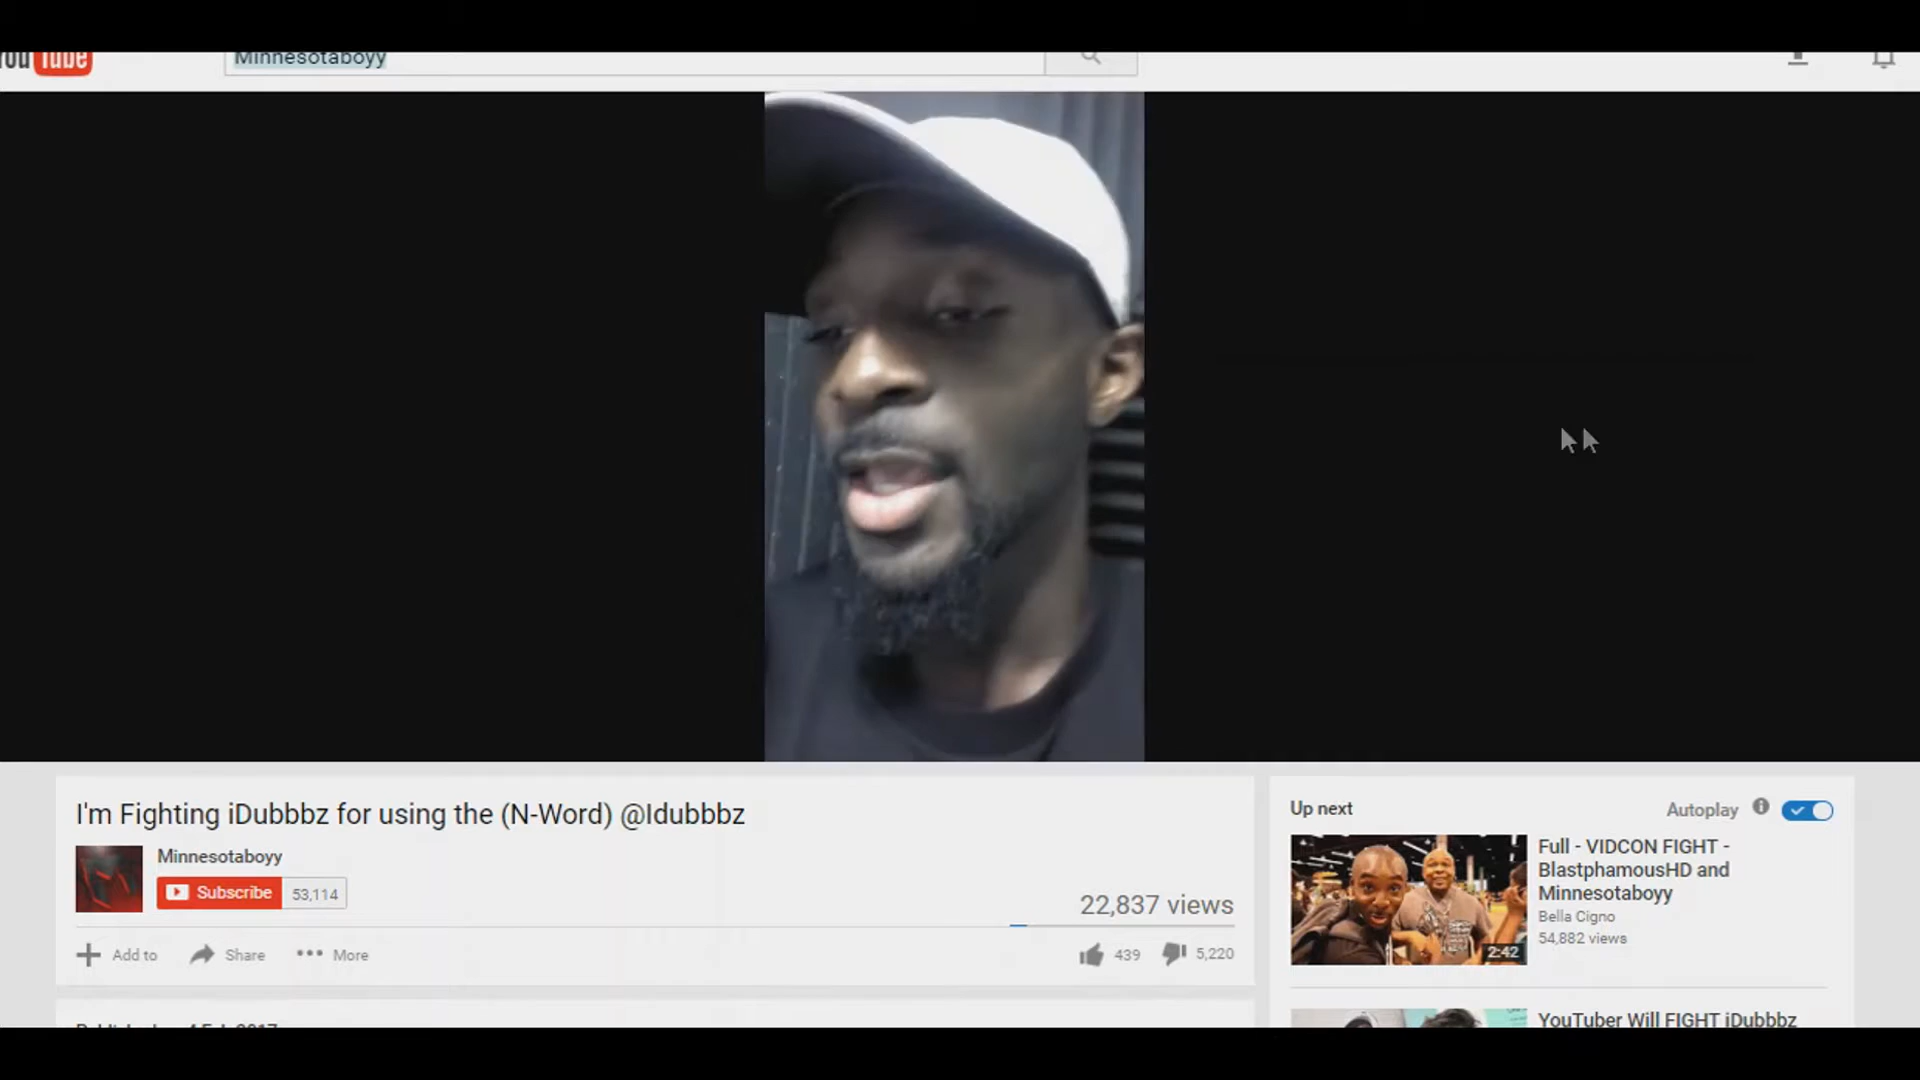 YouTube
Minnesotaboyy
I'm Fighting iDubbbz for using the (N-Word) @Idubbbz
Minnesotaboyy
Subscribe 53,114
22,837 views
Add to Share More
439 5,220
Up next
Autoplay
Full - VIDCON FIGHT -
BlastphamousHD and
Minnesotaboyy
Bella Cigno
54,882 views
2:42
YouTuber Will FIGHT iDubbbz